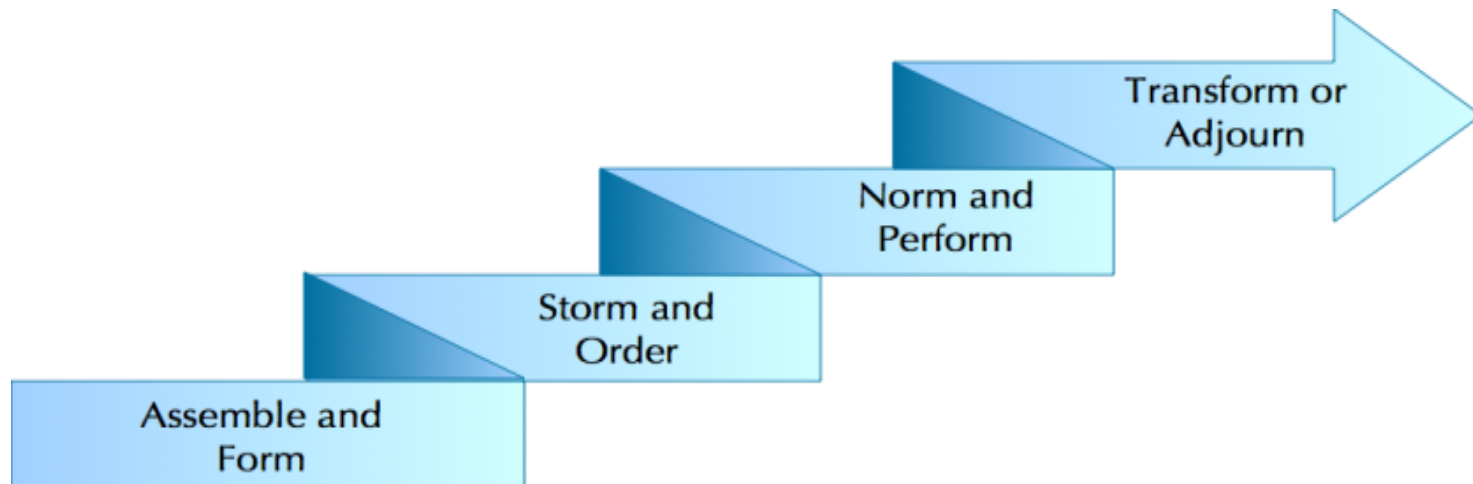 Transform or
Adjourn
Norm and
Perform
Storm and
Order
Assemble and
Form